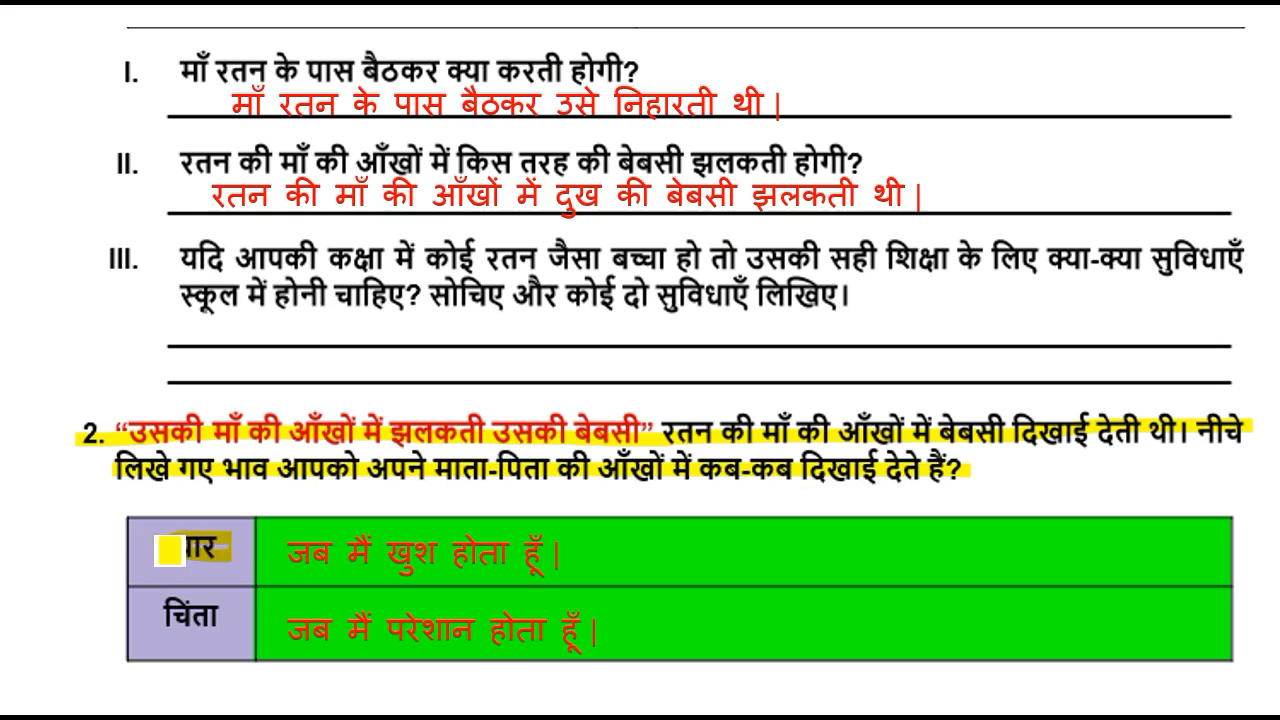 I. माँ रतन के पास बैठकर क्या करती होगी?
माँ रतन के पास बैठकर उसे निहारती थी |
II. रतन की माँ की आँखों में किस तरह की बेबसी झलकती होगी?
रतन की माँ की आँखों में दुख की बेबसी झलकती थी |
III. यदि आपकी कक्षा में कोई रतन जैसा बच्चा हो तो उसकी सही शिक्षा के लिए क्या-क्या सुविधाएँ
स्कूल में होनी चाहिए? सोचिए और कोई दो सुविधाएँ लिखिए।
2. “उसकी माँ की आँखों में झलकती उसकी बेबसी” रतन की माँ की आँखों में बेबसी दिखाई देती थी। नीचे
लिखे गए भाव आपको अपने माता-पिता की आँखों में कब-कब दिखाई देते हैं?
जब मैं खुश होता हूँ |
चिंता
जब मैं परेशान होता हूँ |